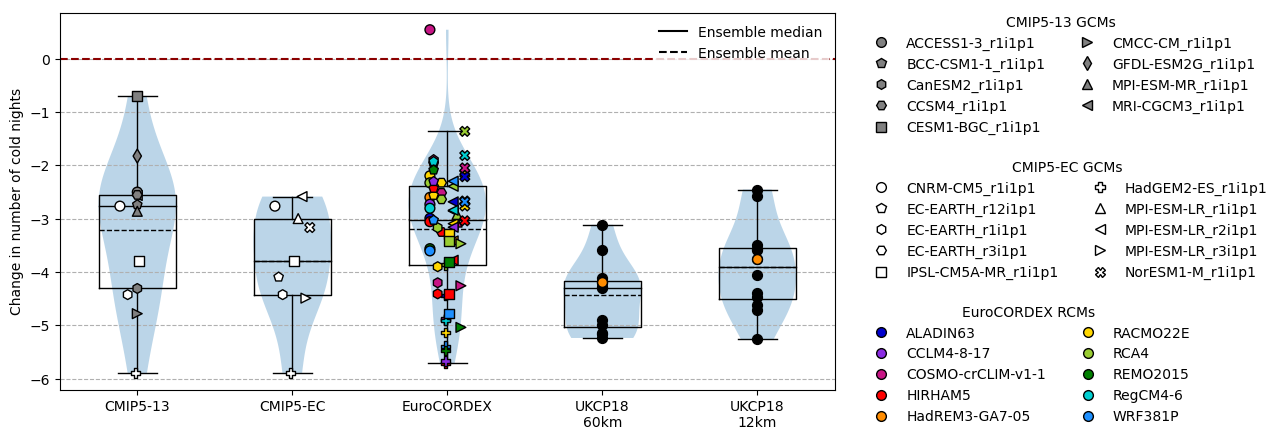 Change in number of cold nights
0
−1
−2
−3
−4
−5
−6
Ensemble median
Ensemble mean
CMIP5-13
CMIP5-EC
EuroCORDEX
UKCP18
60km
UKCP18
12km
CMIP5-13 GCMs
ACCESS1-3_r1i1p1
BCC-CSM1-1_r1i1p1
CanESM2_r1i1p1
CCSM4_r1i1p1
CESM1-BGC_r1i1p1
CMCC-CM_r1i1p1
GFDL-ESM2G_r1i1p1
MPI-ESM-MR_r1i1p1
MRI-CGCM3_r1i1p1
CMIP5-EC GCMs
CNRM-CM5_r1i1p1
EC-EARTH_r12i1p1
EC-EARTH_r1i1p1
EC-EARTH_r3i1p1
IPSL-CM5A-MR_r1i1p1
HadGEM2-ES_r1i1p1
MPI-ESM-LR_r1i1p1
MPI-ESM-LR_r2i1p1
MPI-ESM-LR_r3i1p1
NorESM1-M_r1i1p1
EuroCORDEX RCMs
ALADIN63
CCLM4-8-17
COSMO-crCLIM-v1-1
HIRHAM5
HadREM3-GA7-05
RACMO22E
RCA4
REMO2015
RegCM4-6
WRF381P